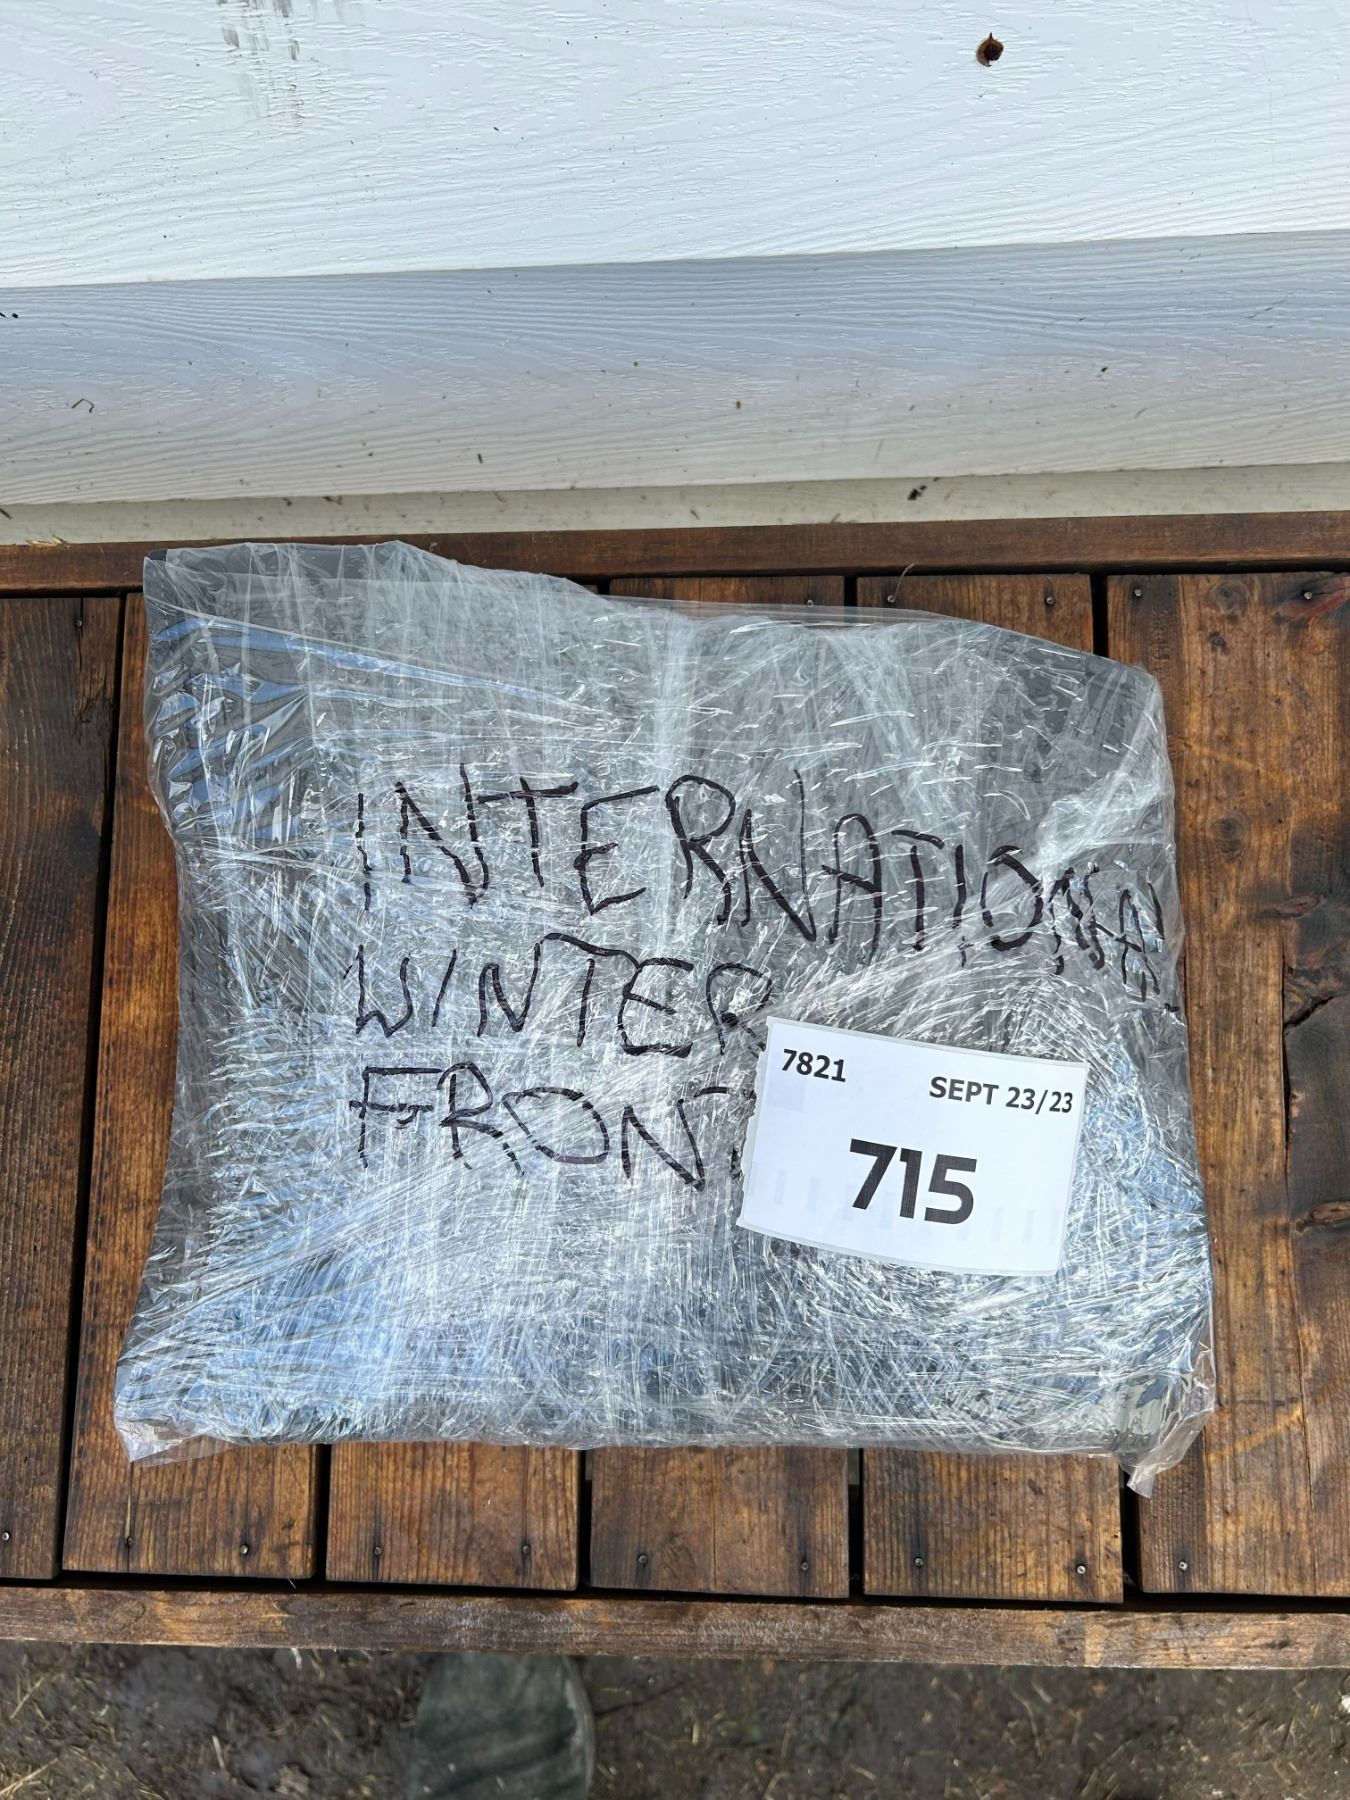 INTERNATIONAL
WINTER
FRONT
7821
SEPT 23/23
715